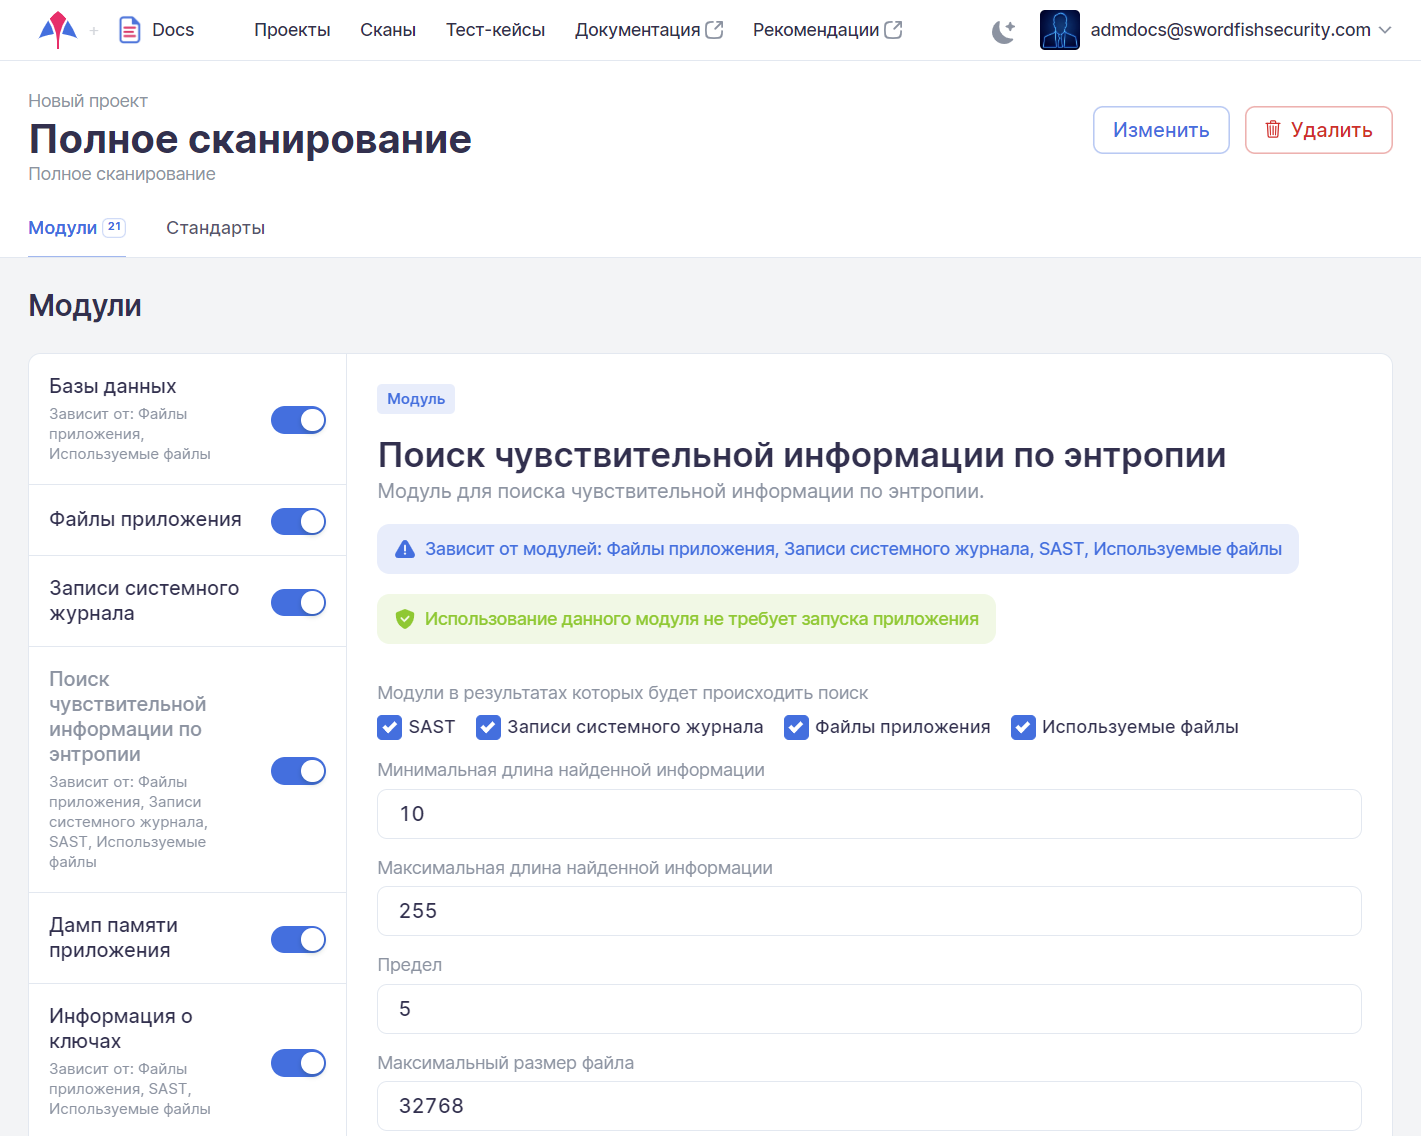 + Docs Проекты Сканы Тест-кейсы Документация Рекомендации admdocs@swordfishsecurity.com
Новый проект
Полное сканирование
Полное сканирование
Изменить Удалить
Модули 21 Стандарты
Модули
Базы данных
Зависит от: Файлы
приложения,
Используемые файлы
Файлы приложения
Записи системного
журнала
Поиск
чувствительной
информации по
энтропии
Зависит от: Файлы
приложения, Записи
системного журнала,
SAST, Используемые
файлы
Дамп памяти
приложения
Информация о
ключах
Зависит от: Файлы
приложения, SAST,
Используемые файлы
Модуль
Поиск чувствительной информации по энтропии
Модуль для поиска чувствительной информации по энтропии.
Зависит от модулей: Файлы приложения, Записи системного журнала, SAST, Используемые файлы
Использование данного модуля не требует запуска приложения
Модули в результатах которых будет происходить поиск
SAST Записи системного журнала Файлы приложения Используемые файлы
Минимальная длина найденной информации
10
Максимальная длина найденной информации
255
Предел
5
Максимальный размер файла
32768